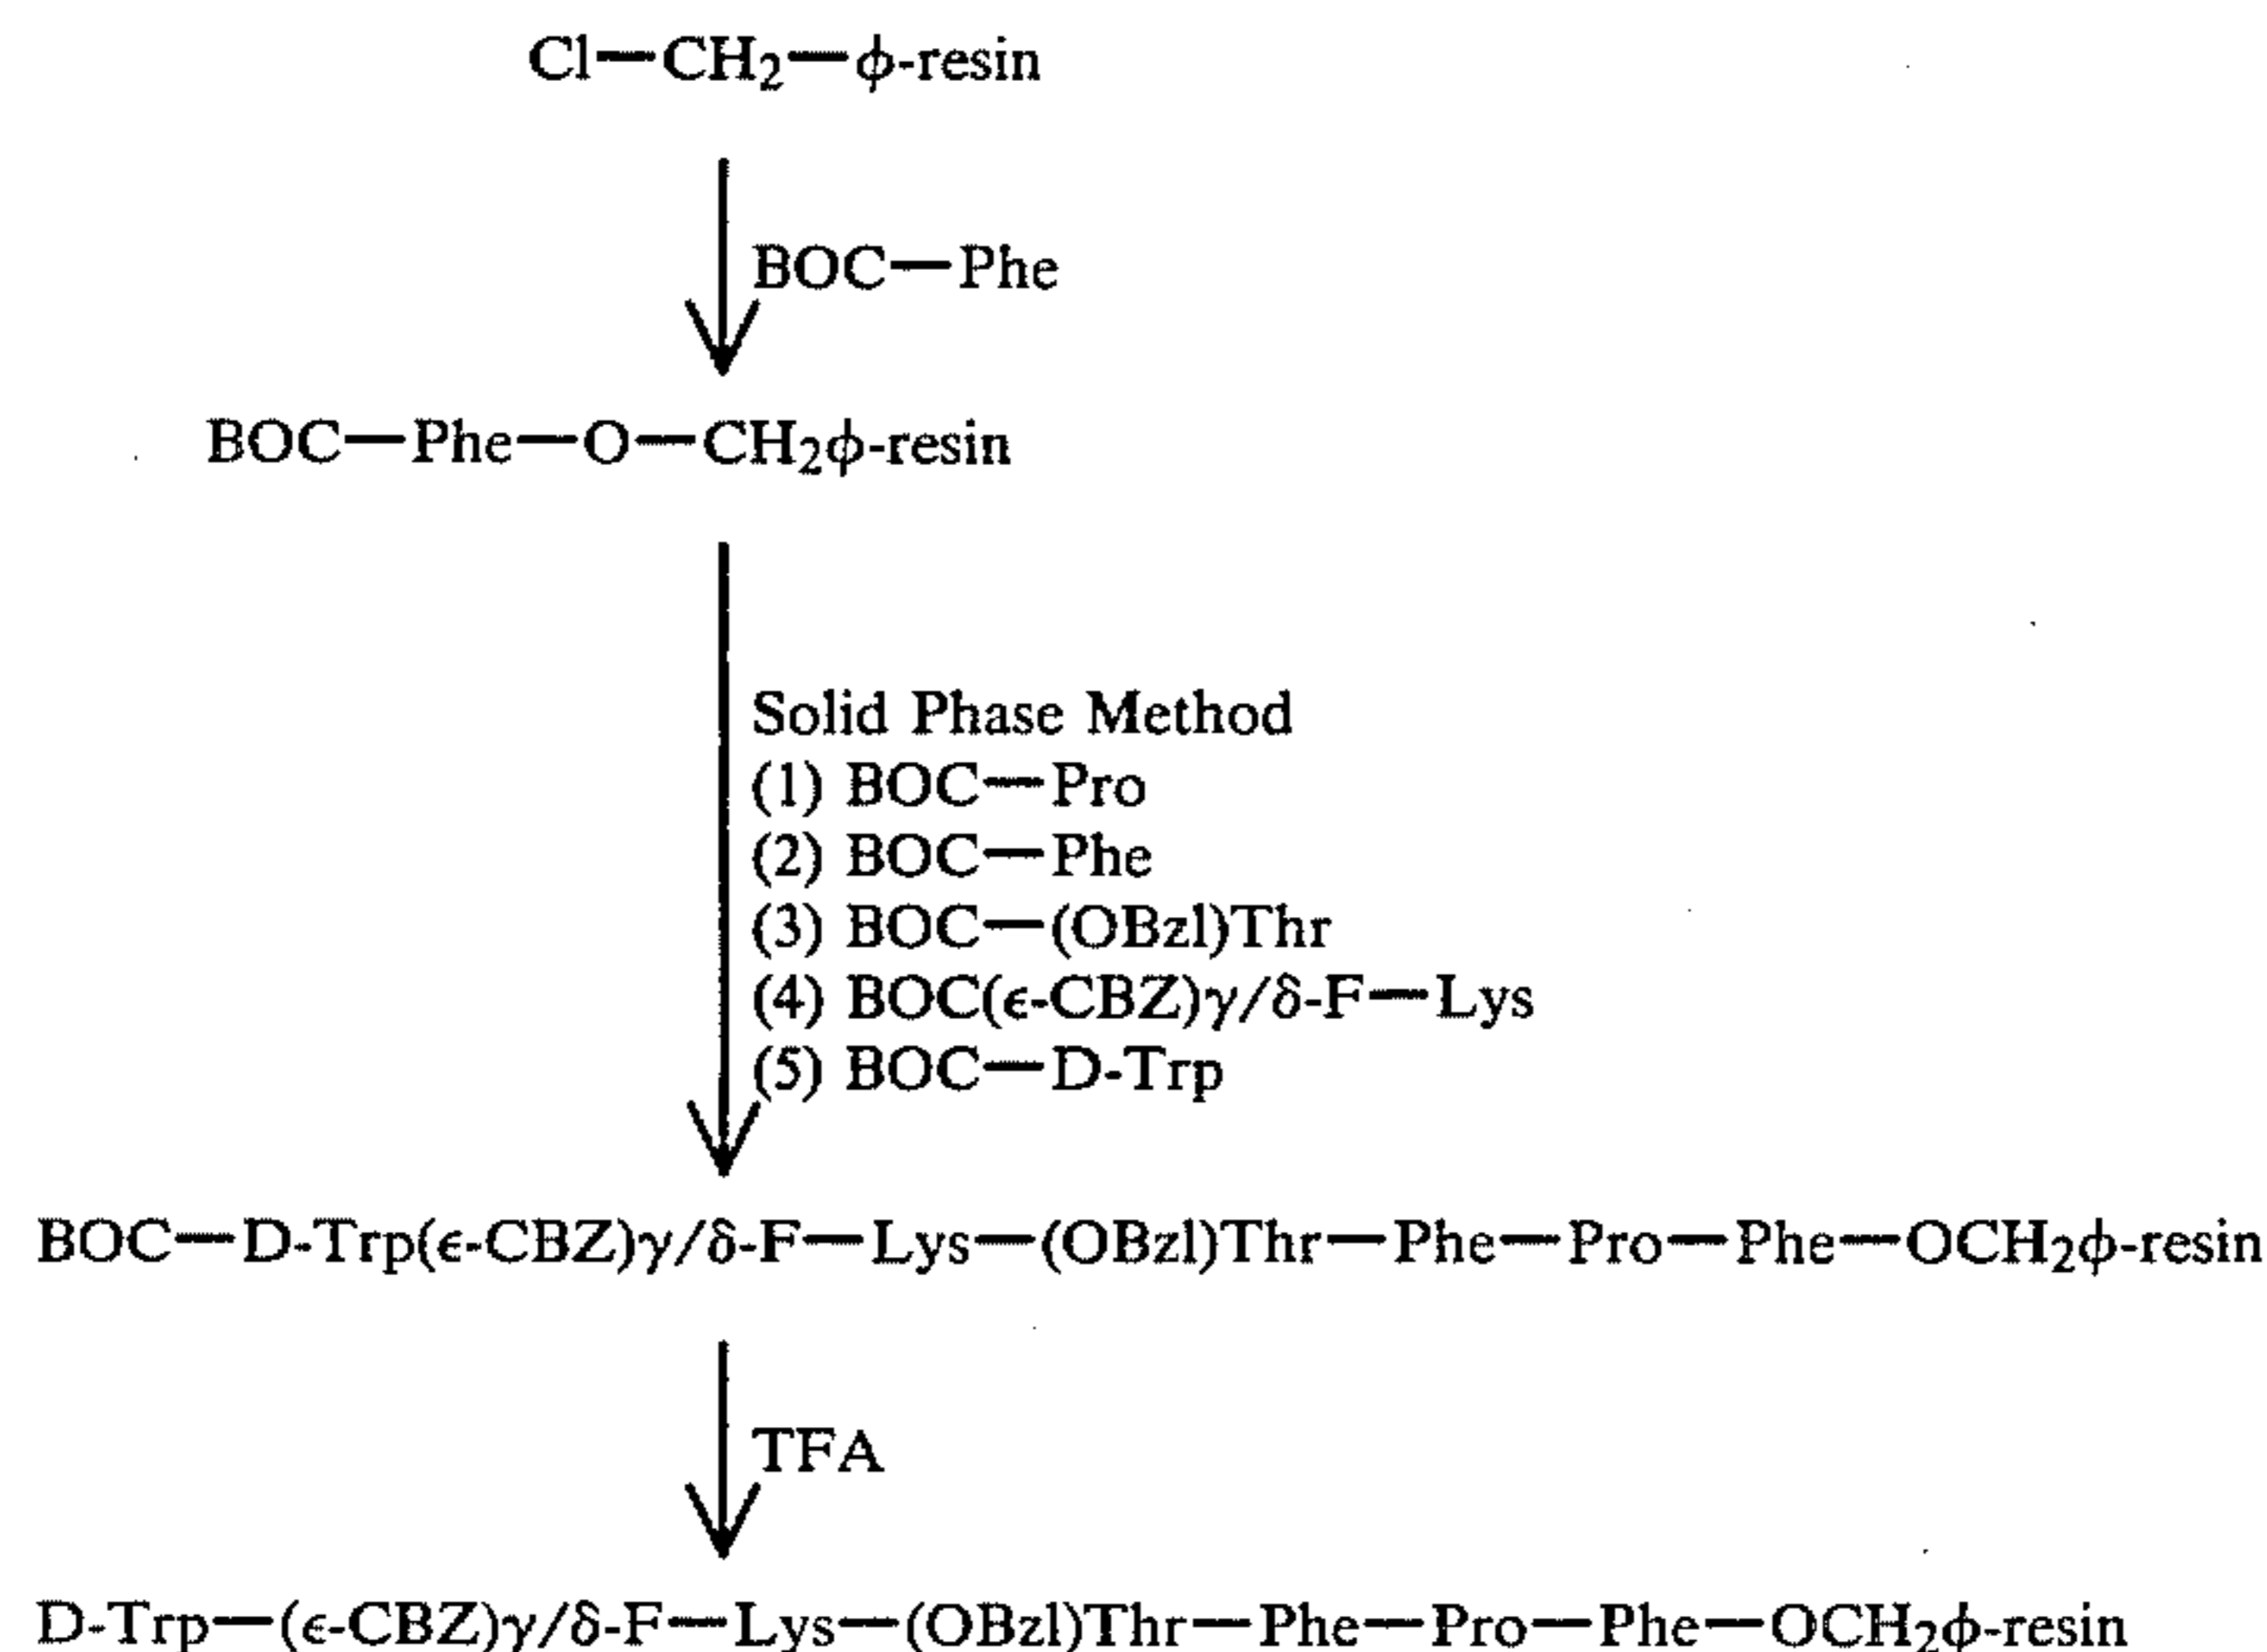 Cl—CH₂—ϕ-resin
BOC—Phe
BOC—Phe—O—CH₂ϕ-resin
Solid Phase Method
(1) BOC—Pro
(2) BOC—Phe
(3) BOC—(OBzl)Thr
(4) BOC(ϵ-CBZ)γ/δ-F—Lys
(5) BOC—D-Trp
BOC—D-Trp(ϵ-CBZ)γ/δ-F—Lys—(OBzl)Thr—Phe—Pro—Phe—OCH₂ϕ-resin
TFA
D-Trp—(ϵ-CBZ)γ/δ-F—Lys—(OBzl)Thr—Phe—Pro—Phe—OCH₂ϕ-resin